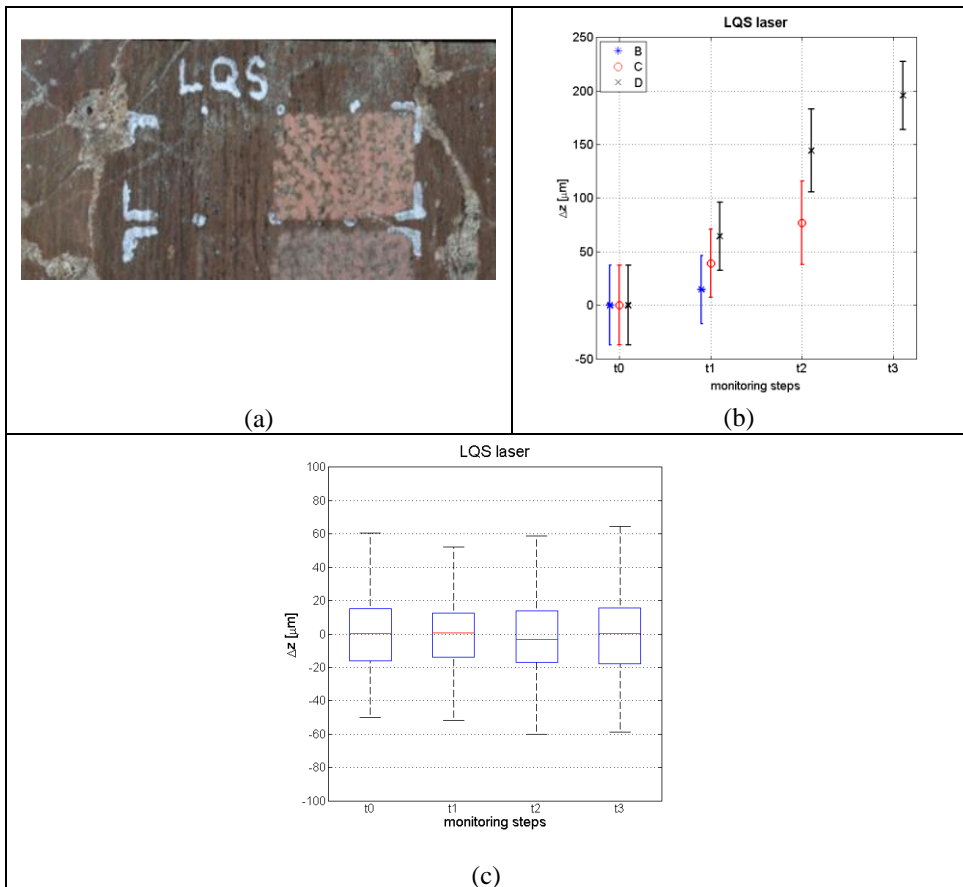 LQS
(a)
LQS laser
250
200
150
100
50
0
-50
Δz [μm]
B
C
D
t0 t1 t2 t3
monitoring steps
(b)
LQS laser
100
80
60
40
20
0
-20
-40
-60
-80
-100
Δz [μm]
t0 t1 t2 t3
monitoring steps
(c)